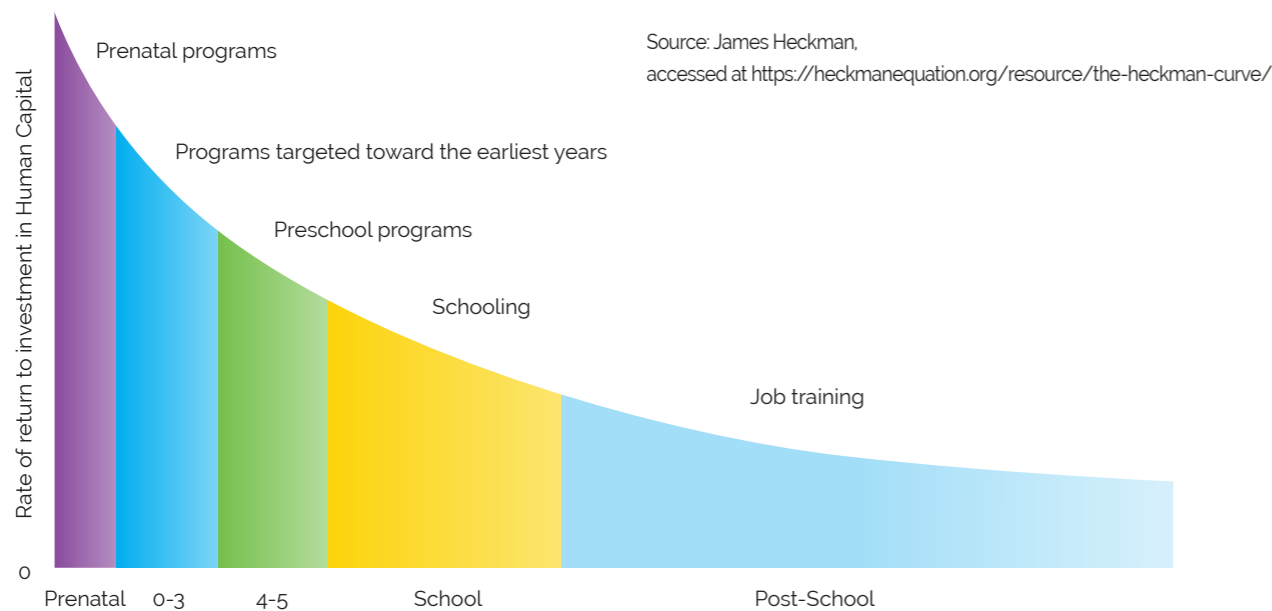 Prenatal programs
Source: James Heckman,
accessed at https://heckmanequation.org/resource/the-heckman-curve/
Programs targeted toward the earliest years
Preschool programs
Schooling
Job training
Rate of return to investment in Human Capital
0
Prenatal 0-3 4-5 School Post-School